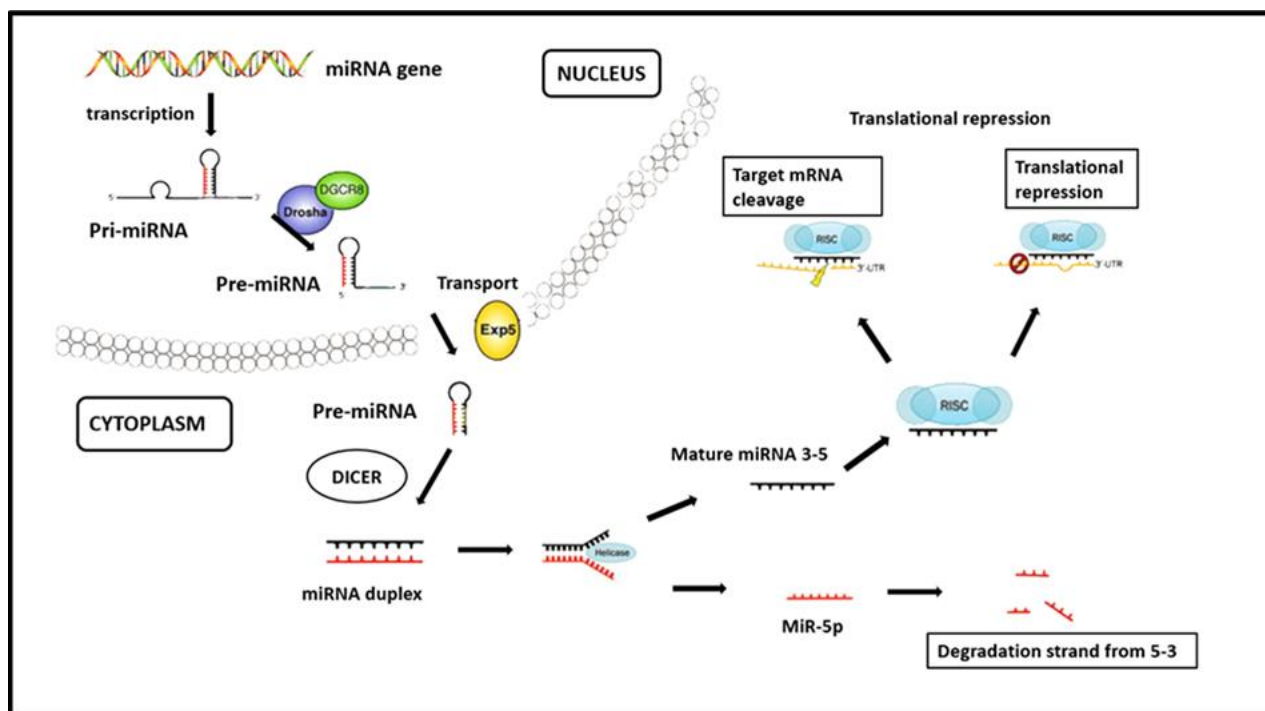 miRNA gene
NUCLEUS
transcription
5'
3'
Pri-miRNA
DGCR8
Drosha
Pre-miRNA
5
3'
Transport
Exp5
CYTOPLASM
Pre-miRNA
DICER
miRNA duplex
Helicase
Mature miRNA 3-5
MiR-5p
Degradation strand from 5-3
RISC
Translational repression
Target mRNA
cleavage
RISC
3'-UTR
Translational
repression
RISC
3'-UTR